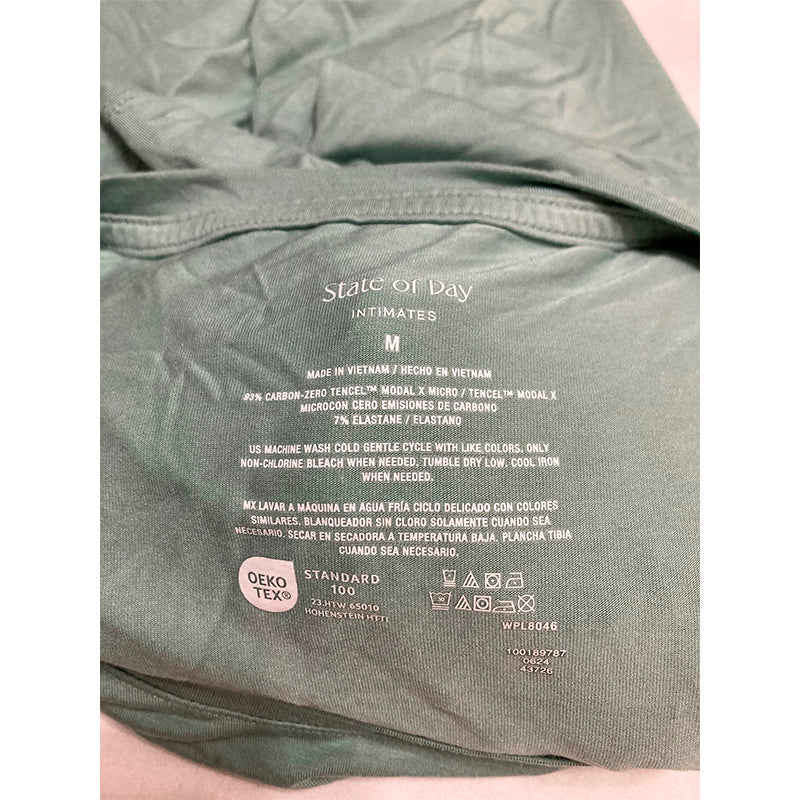 State of Day
INTIMATES
M
MADE IN VIETNAM / HECHO EN VIETNAM
93% CARBON-ZERO TENCEL™ MODAL X MICRO / TENCEL™ MODAL X
MICROCON CERO EMISIONES DE CARBONO
7% ELASTANE / ELASTANO
US MACHINE WASH COLD GENTLE CYCLE WITH LIKE COLORS. ONLY
NON-CHLORINE BLEACH WHEN NEEDED. TUMBLE DRY LOW. COOL IRON
WHEN NEEDED.
MX LAVAR A MÁQUINA EN AGUA FRÍA CICLO DELICADO CON COLORES
SIMILARES. BLANQUEADOR SIN CLORO SOLAMENTE CUANDO SEA
NECESARIO. SECAR EN SECADORA A TEMPERATURA BAJA. PLANCHA TIBIA
CUANDO SEA NECESARIO.
OEKO
TEX®
STANDARD
100
23.HTW 65010
HOHENSTEIN HTTI
WPL8046
100189787
0624
43726